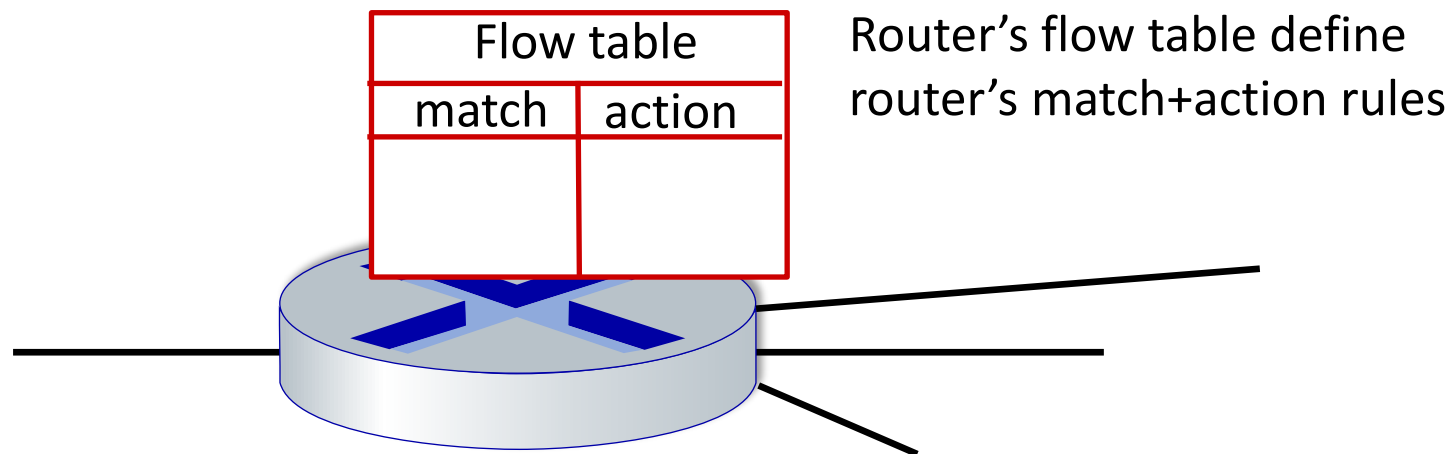 Flow table
match action
Router’s flow table define
router’s match+action rules